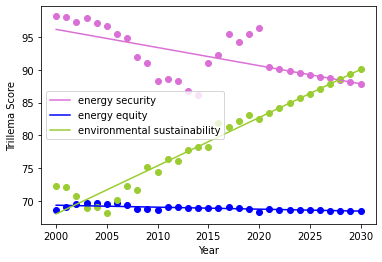 95
90
85
80
75
70
Trillema Score
energy security
energy equity
environmental sustainability
2000
2005
2010
2015
2020
2025
2030
Year